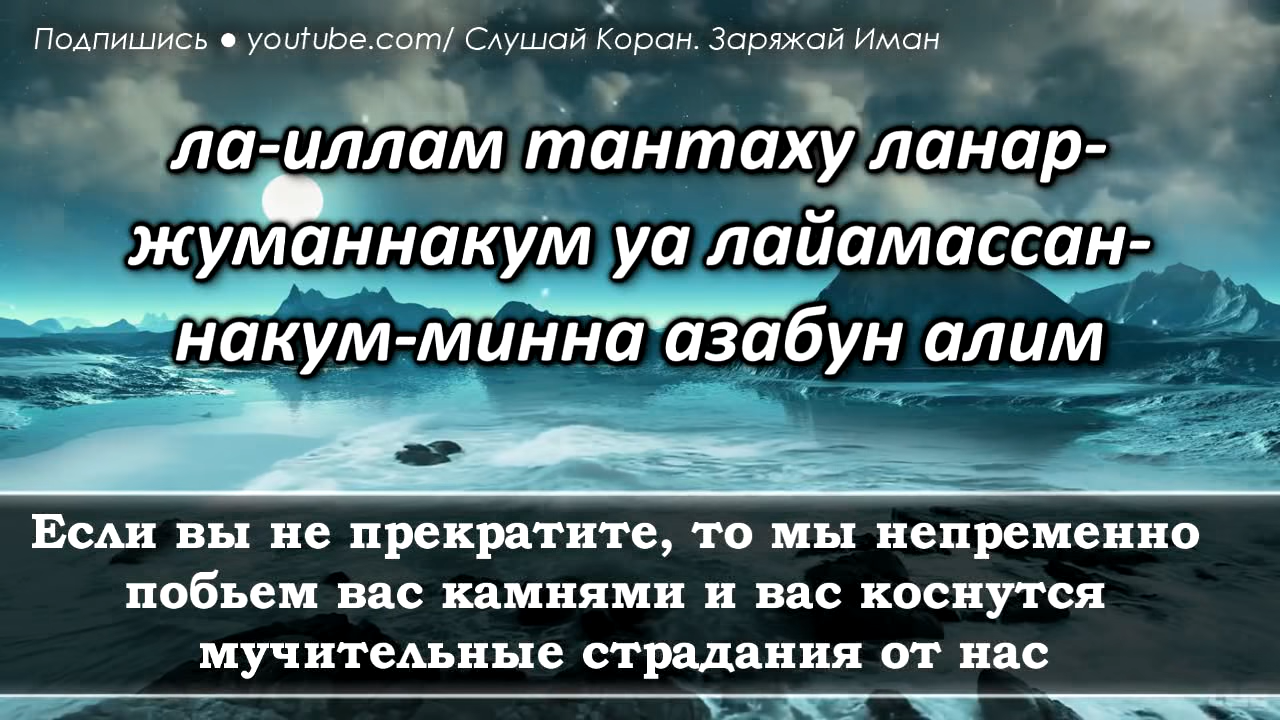 Подпишись ● youtube.com/ Слушай Коран. Заряжай Иман
ла-иллам тантаху ланар-
жуманнакум уа лайамассан-
накум-минна азабун алим
Если вы не прекратите, то мы непременно
побьем вас камнями и вас коснутся
мучительные страдания от нас